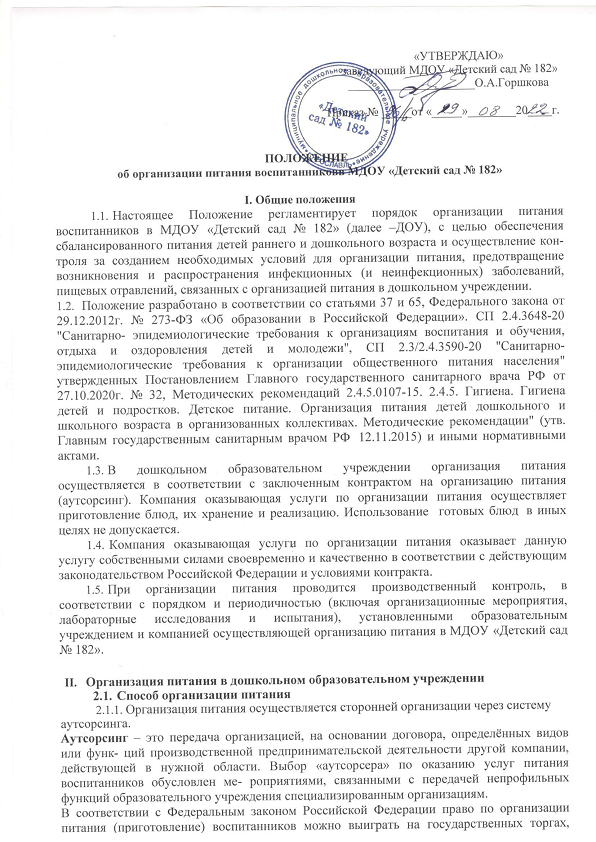 «УТВЕРЖДАЮ»
заведующий МДОУ «Детский сад № 182»
О.А.Горшкова
Приказ № от « 29 » 08 2022 г.
муниципальное дошкольное образовательное учреждение
«Детский
сад № 182»
ЯРОСЛАВЛЬ
ПОЛОЖЕНИЕ
об организации питания воспитанников в МДОУ «Детский сад № 182»
I. Общие положения
1.1. Настоящее Положение регламентирует порядок организации питания
воспитанников в МДОУ «Детский сад № 182» (далее –ДОУ), с целью обеспечения
сбалансированного питания детей раннего и дошкольного возраста и осуществление кон-
троля за созданием необходимых условий для организации питания, предотвращение
возникновения и распространения инфекционных (и неинфекционных) заболеваний,
пищевых отравлений, связанных с организацией питания в дошкольном учреждении.
1.2. Положение разработано в соответствии со статьями 37 и 65, Федерального закона от
29.12.2012г. № 273-ФЗ «Об образовании в Российской Федерации». СП 2.4.3648-20
"Санитарно- эпидемиологические требования к организациям воспитания и обучения,
отдыха и оздоровления детей и молодежи", СП 2.3/2.4.3590-20 "Санитарно-
эпидемиологические требования к организации общественного питания населения"
утвержденных Постановлением Главного государственного санитарного врача РФ от
27.10.2020г. № 32, Методических рекомендаций 2.4.5.0107-15. 2.4.5. Гигиена. Гигиена
детей и подростков. Детское питание. Организация питания детей дошкольного и
школьного возраста в организованных коллективах. Методические рекомендации" (утв.
Главным государственным санитарным врачом РФ 12.11.2015) и иными нормативными
актами.
1.3. В дошкольном образовательном учреждении организация питания
осуществляется в соответствии с заключенным контрактом на организацию питания
(аутсорсинг). Компания оказывающая услуги по организации питания осуществляет
приготовление блюд, их хранение и реализацию. Использование готовых блюд в иных
целях не допускается.
1.4. Компания оказывающая услуги по организации питания оказывает данную
услугу собственными силами своевременно и качественно в соответствии с действующим
законодательством Российской Федерации и условиями контракта.
1.5. При организации питания проводится производственный контроль, в
соответствии с порядком и периодичностью (включая организационные мероприятия,
лабораторные исследования и испытания), установленными образовательным
учреждением и компанией осуществляющей организацию питания в МДОУ «Детский сад
№ 182».
II. Организация питания в дошкольном образовательном учреждении
2.1. Способ организации питания
2.1.1. Организация питания осуществляется сторонней организации через систему
аутсорсинга.
Аутсорсинг – это передача организацией, на основании договора, определённых видов
или функ- ций производственной предпринимательской деятельности другой компании,
действующей в нужной области. Выбор «аутсорсера» по оказанию услуг питания
воспитанников обусловлен ме- роприятиями, связанными с передачей непрофильных
функций образовательного учреждения специализированным организациям.
В соответствии с Федеральным законом Российской Федерации право по организации
питания (приготовление) воспитанников можно выиграть на государственных торгах,